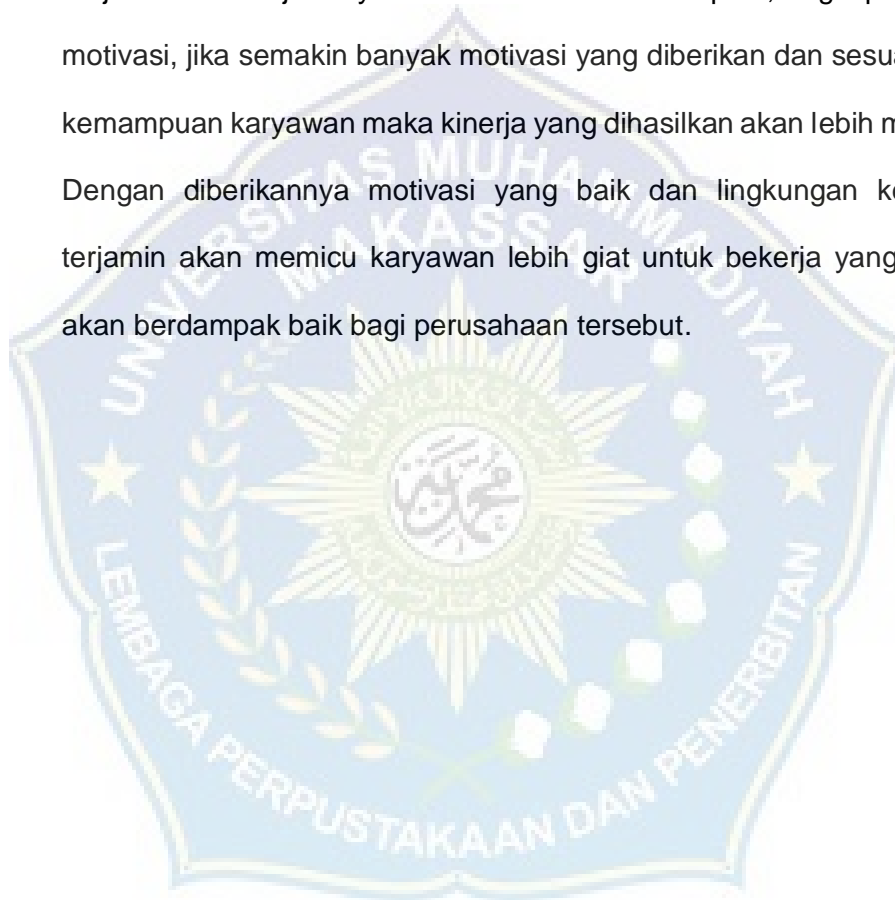 motivasi, jika semakin banyak motivasi yang diberikan dan
kemampuan karyawan maka kinerja yang dihasilkan akan lebih
Dengan diberikannya motivasi yang baik dan lingkungan
terjamin akan memicu karyawan lebih giat untuk bekerja yang
akan berdampak baik bagi perusahaan tersebut.
UNIVERSITAS MUHAMMADIYAH
MAKASSAR
LEMBAGA PERPUSTAKAAN DAN PENERBITAN